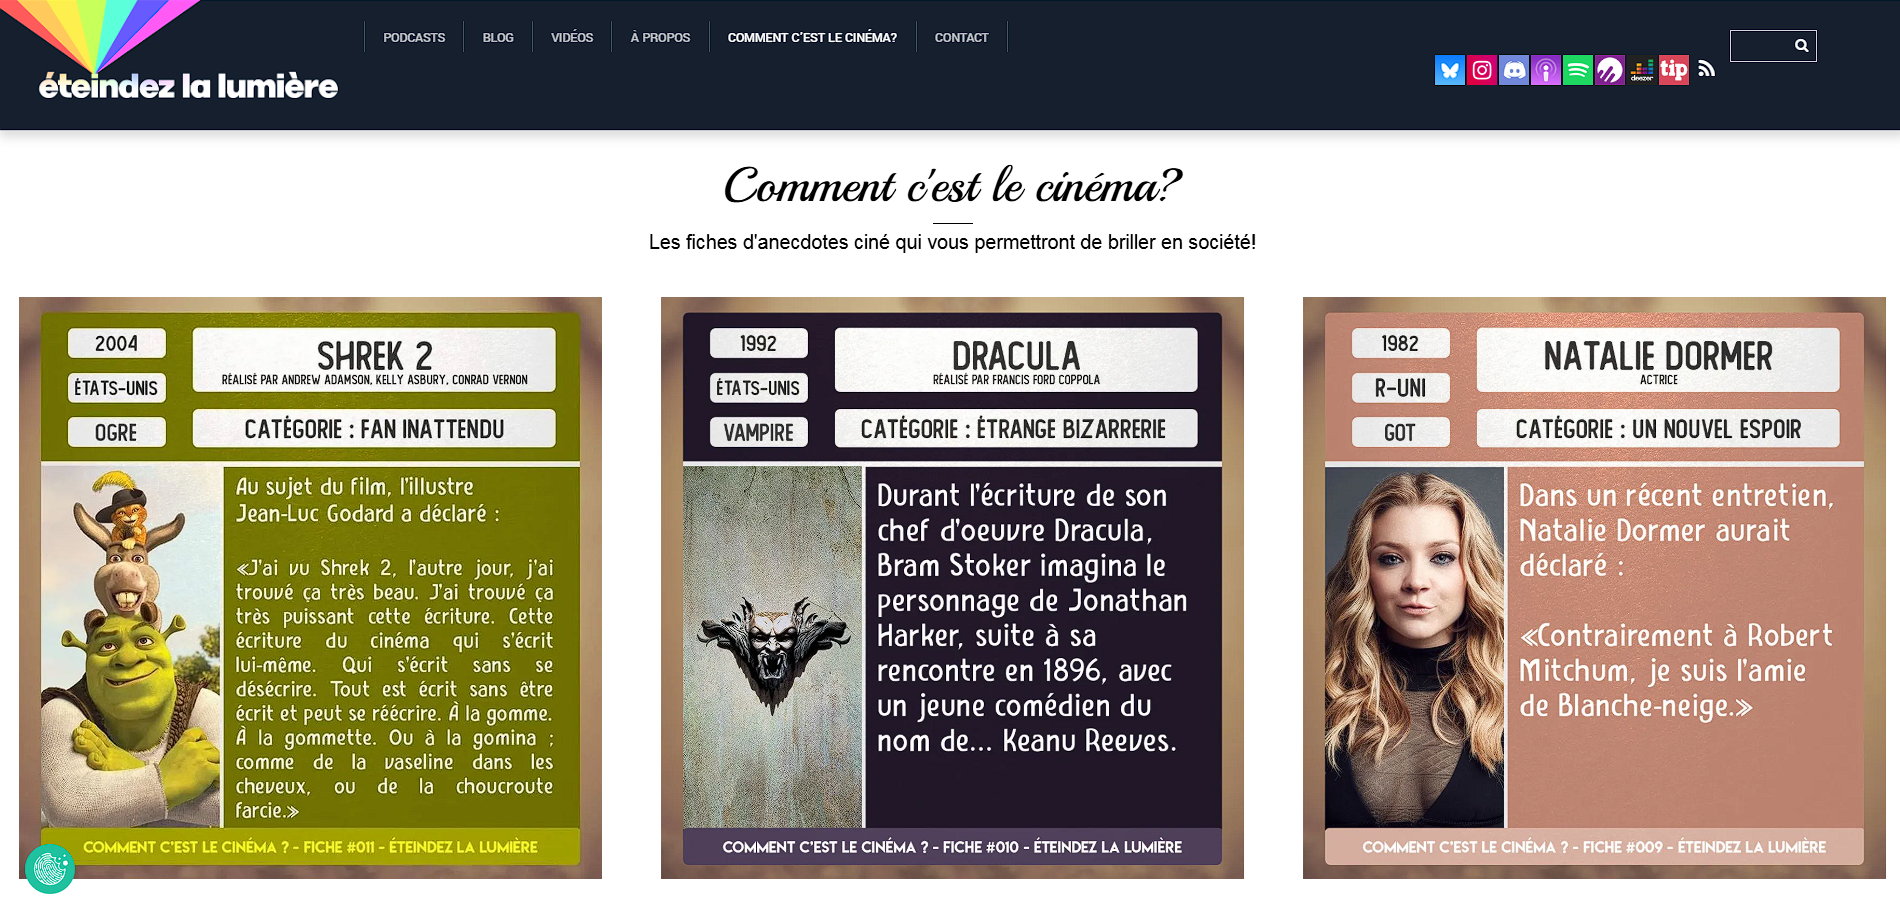 éteindez la lumière
PODCASTS
BLOG
VIDÉOS
À PROPOS
COMMENT C'EST LE CINÉMA?
CONTACT
deezer
tip
Comment c'est le cinéma?
Les fiches d'anecdotes ciné qui vous permettront de briller en société!
2004
ÉTATS-UNIS
OGRE
SHREK 2
RÉALISÉ PAR ANDREW ADAMSON, KELLY ASBURY, CONRAD VERNON
CATÉGORIE : FAN INATTENDU
Au sujet du film, l'illustre
Jean-Luc Godard a déclaré :
«J'ai vu Shrek 2, l'autre jour, j'ai
trouvé ça très beau. J'ai trouvé ça
très puissant cette écriture. Cette
écriture du cinéma qui s'écrit
lui-même. Qui s'écrit sans se
désécrire. Tout est écrit sans être
écrit et peut se réécrire. À la gomme.
À la gommette. Ou à la gomina ;
comme de la vaseline dans les
cheveux, ou de la choucroute
farcie.»
COMMENT C'EST LE CINÉMA ? - FICHE #011 - ÉTEINDEZ LA LUMIÈRE
1992
ÉTATS-UNIS
VAMPIRE
DRACULA
RÉALISÉ PAR FRANCIS FORD COPPOLA
CATÉGORIE : ÉTRANGE BIZARRERIE
Durant l'écriture de son
chef d'oeuvre Dracula,
Bram Stoker imagina le
personnage de Jonathan
Harker, suite à sa
rencontre en 1896, avec
un jeune comédien du
nom de... Keanu Reeves.
COMMENT C'EST LE CINÉMA ? - FICHE #010 - ÉTEINDEZ LA LUMIÈRE
1982
R-UNI
GOT
NATALIE DORMER
ACTRICE
CATÉGORIE : UN NOUVEL ESPOIR
Dans un récent entretien,
Natalie Dormer aurait
déclaré :
«Contrairement à Robert
Mitchum, je suis l'amie
de Blanche-neige.»
COMMENT C'EST LE CINÉMA ? - FICHE #009 - ÉTEINDEZ LA LUMIÈRE